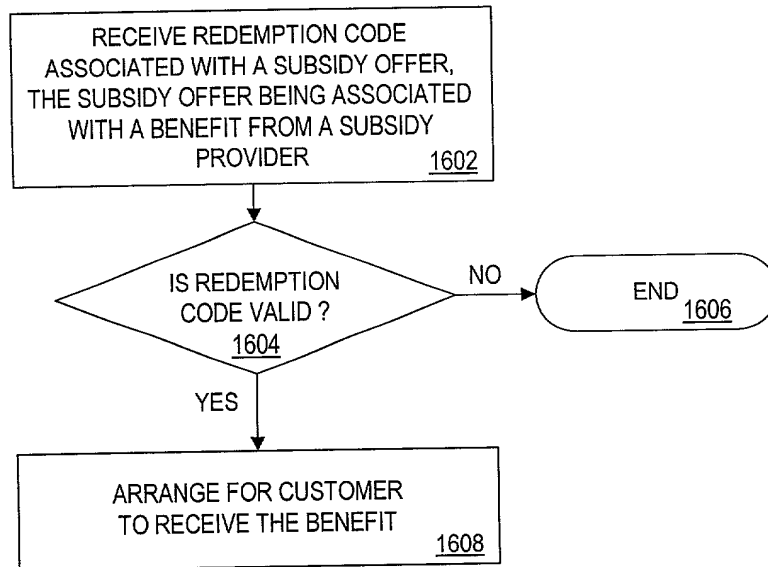 RECEIVE REDEMPTION CODE
ASSOCIATED WITH A SUBSIDY OFFER,
THE SUBSIDY OFFER BEING ASSOCIATED
WITH A BENEFIT FROM A SUBSIDY
PROVIDER
1602
IS REDEMPTION
CODE VALID ?
1604
NO
END
1606
YES
ARRANGE FOR CUSTOMER
TO RECEIVE THE BENEFIT
1608